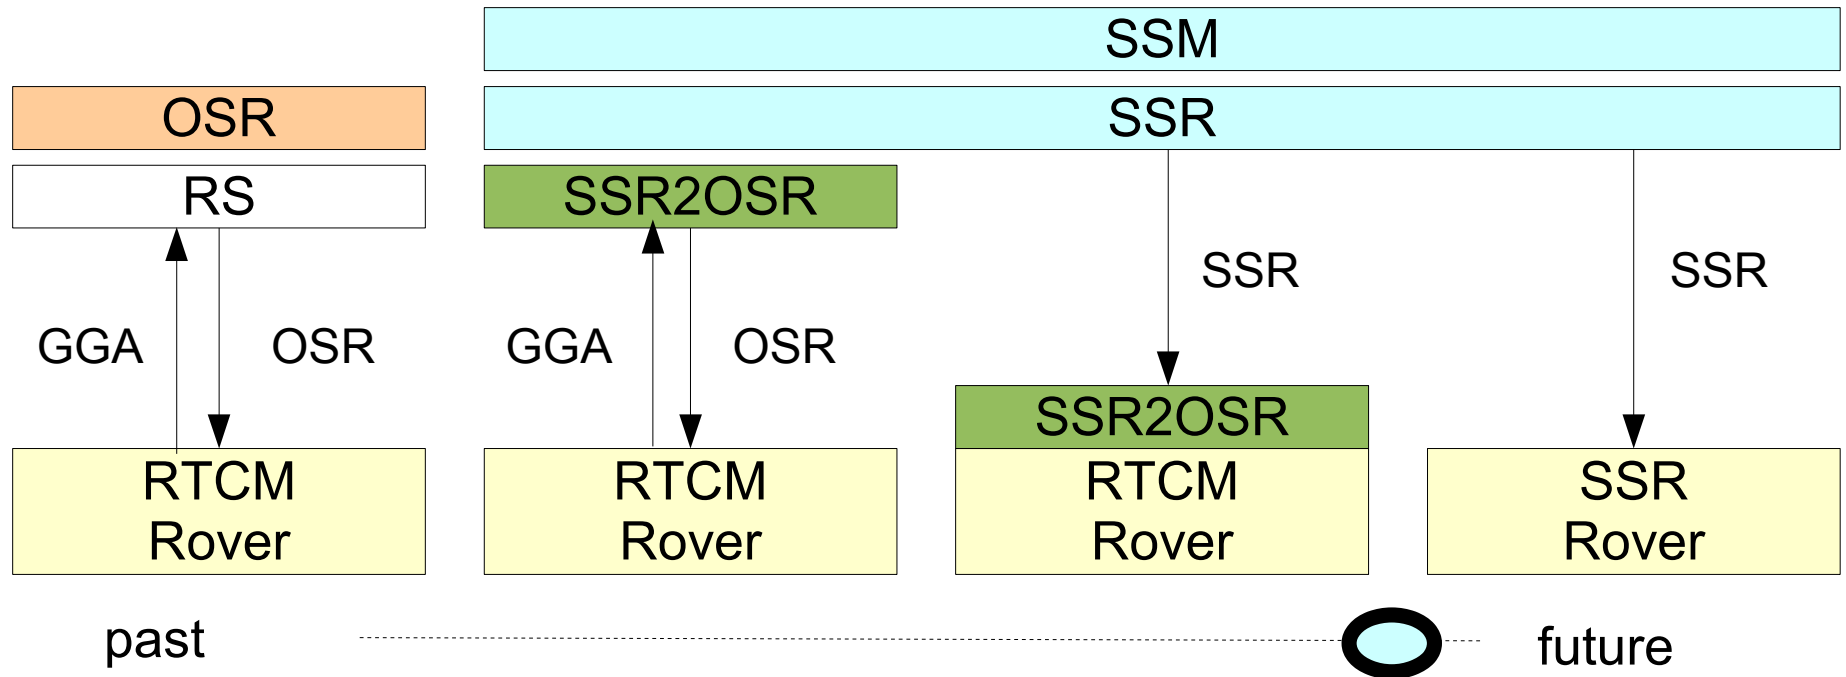 SSM
OSR
SSR
RS
SSR2OSR
SSR
SSR
GGA
OSR
GGA
OSR
SSR2OSR
RTCM
Rover
RTCM
Rover
RTCM
Rover
SSR
Rover
past
future